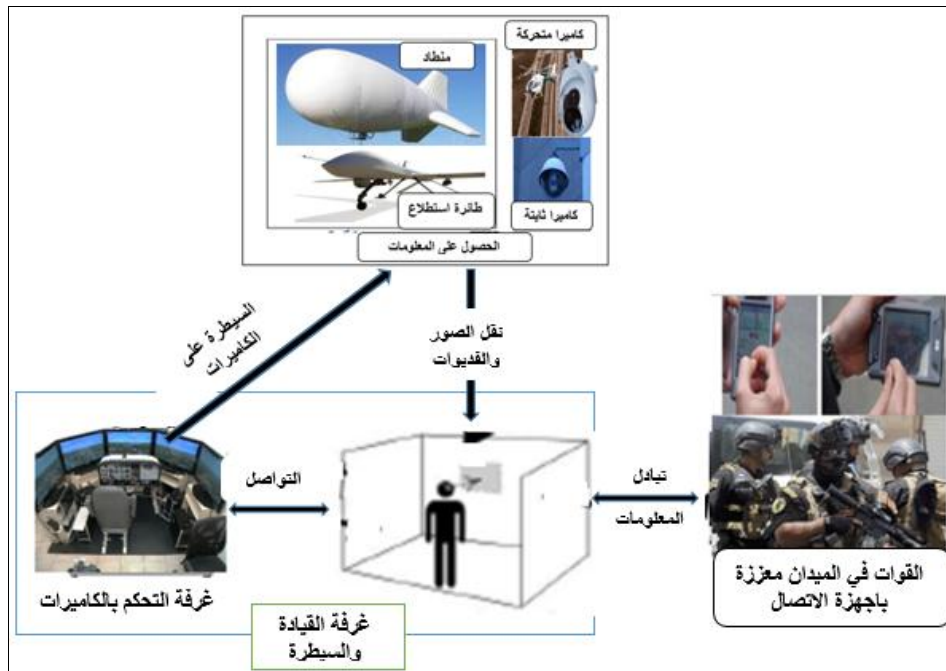 منطاد
كاميرا متحركة
طائرة استطلاع
كاميرا ثابتة
الحصول على المعلومات
السيطرة على
الكاميرات
نقل الصور
والفديوات
التواصل
تبادل
المعلومات
غرفة التحكم بالكاميرات
القوات في الميدان معززة
باجهزة الاتصال
غرفة القيادة
والسيطرة